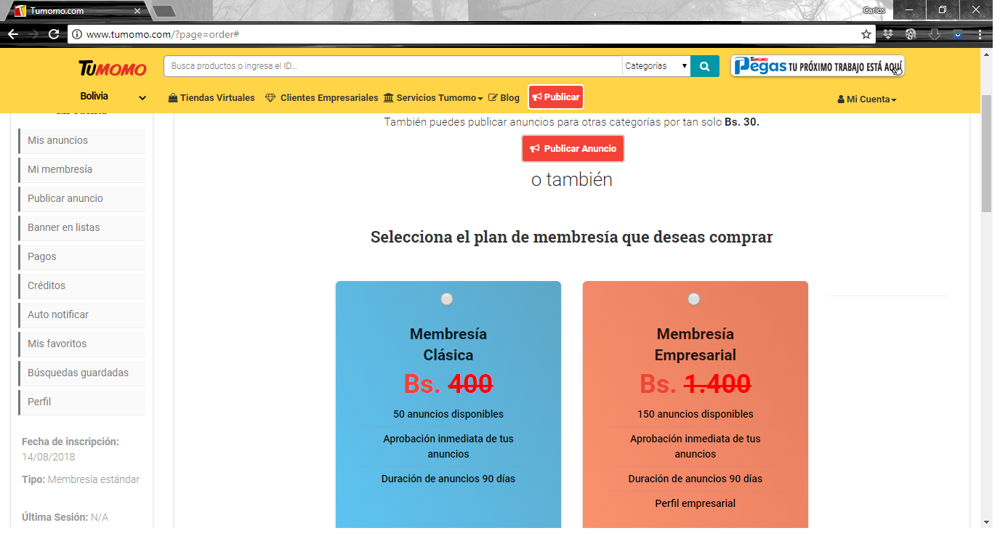 Tumomo.com
Carlos
www.tumomo.com/?page=order#
TUMOMO
Busca productos o ingresa el ID...
Categorías
TUMOMO
Pegas TU PRÓXIMO TRABAJO ESTÁ AQUÍ
Bolivia
Tiendas Virtuales
Clientes Empresariales
Servicios Tumomo
Blog
Publicar
Mi Cuenta
Mis anuncios
Mi membresía
Publicar anuncio
Banner en listas
Pagos
Créditos
Auto notificar
Mis favoritos
Búsquedas guardadas
Perfil
Fecha de inscripción:
14/08/2018
Tipo: Membresía estándar
Última Sesión: N/A
También puedes publicar anuncios para otras categorías por tan solo Bs. 30.
Publicar Anuncio
o también
Selecciona el plan de membresía que deseas comprar
Membresía
Clásica
Bs. 400
50 anuncios disponibles
Aprobación inmediata de tus
anuncios
Duración de anuncios 90 días
Membresía
Empresarial
Bs. 1.400
150 anuncios disponibles
Aprobación inmediata de tus
anuncios
Duración de anuncios 90 días
Perfil empresarial